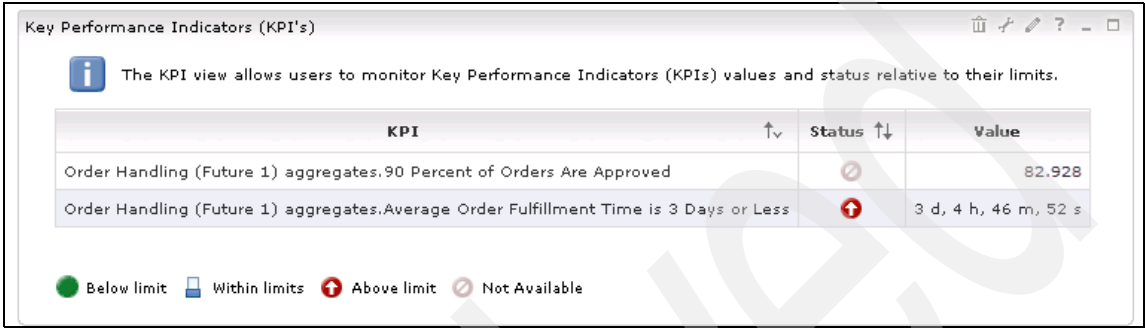 Key Performance Indicators (KPI's)
The KPI view allows users to monitor Key Performance Indicators (KPIs) values and status relative to their limits.
KPI Status Value
Order Handling (Future 1) aggregates.90 Percent of Orders Are Approved 82.928
Order Handling (Future 1) aggregates.Average Order Fulfillment Time is 3 Days or Less 3 d, 4 h, 46 m, 52 s
Below limit Within limits Above limit Not Available